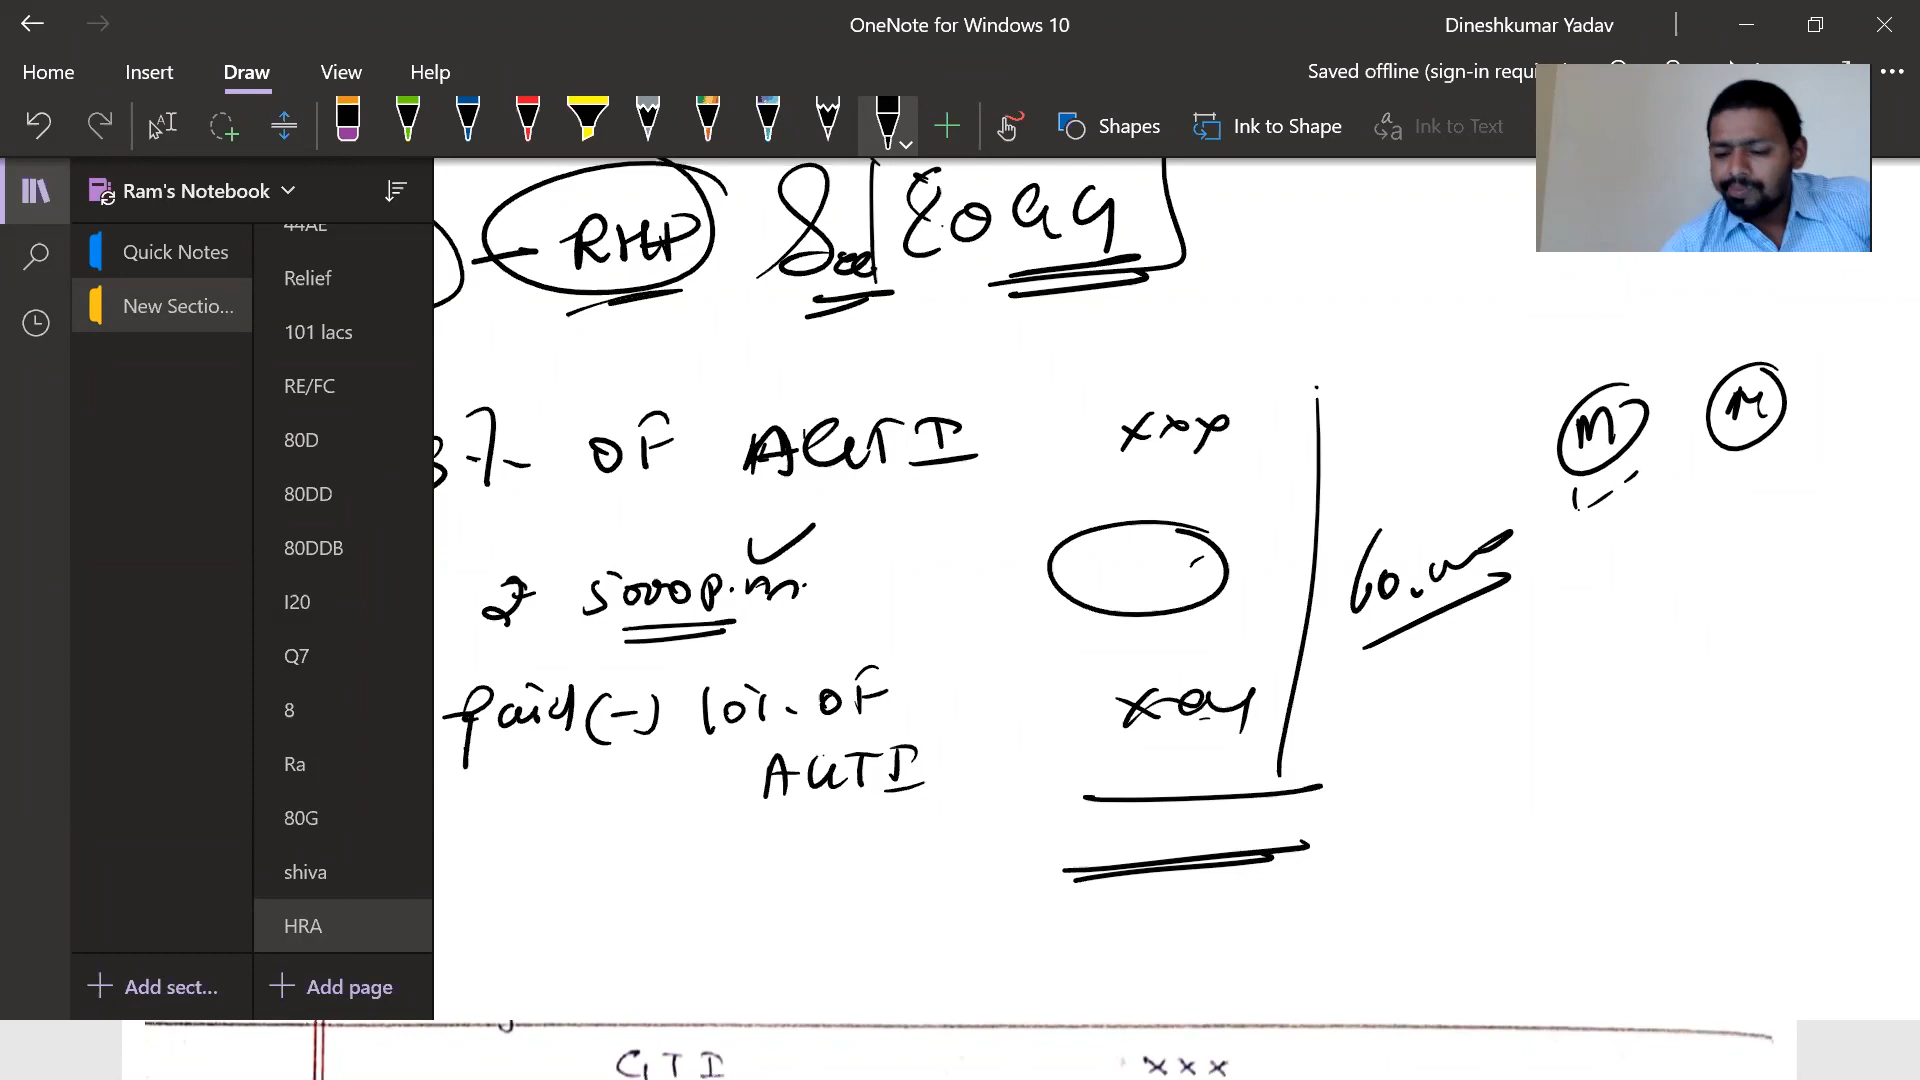 OneNote for Windows 10
Dineshkumar Yadav
Home Insert Draw View Help
Saved offline (sign-in requi
Shapes Ink to Shape Ink to Text
Ram's Notebook
Quick Notes
New Sectio...
44AE
Relief
101 lacs
RE/FC
80D
80DD
80DDB
I20
Q7
8
Ra
80G
shiva
HRA
Add sect...
Add page
RHP See 80GG
M M
% OF AGTI xxx
5000 p.m. 60,000
paid (-) 10%. OF
AGTI
GTI xxx